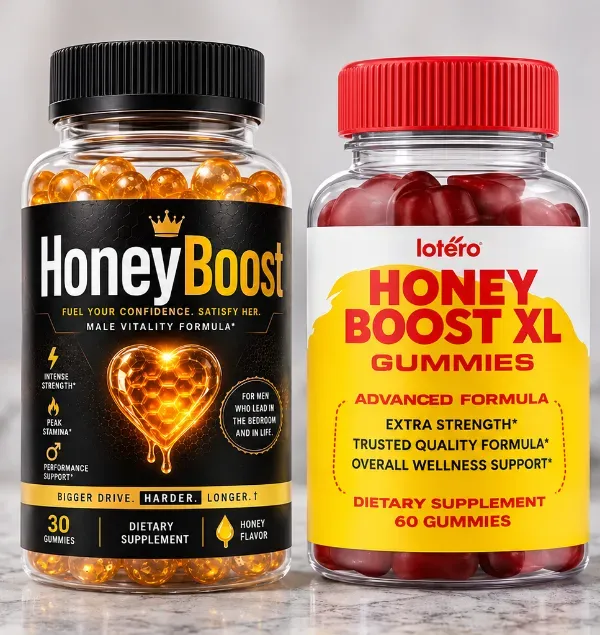 HoneyBoost
FUEL YOUR CONFIDENCE. SATISFY HER.
MALE VITALITY FORMULA*
INTENSE
STRENGTH*
PEAK
STAMINA*
PERFORMANCE
SUPPORT*
FOR MEN
WHO LEAD IN
THE BEDROOM
AND IN LIFE.
BIGGER DRIVE. HARDER. LONGER.†
30
GUMMIES
DIETARY
SUPPLEMENT
HONEY
FLAVOR
lotérо®
HONEY
BOOST XL
GUMMIES
ADVANCED FORMULA
EXTRA STRENGTH*
TRUSTED QUALITY FORMULA*
OVERALL WELLNESS SUPPORT*
DIETARY SUPPLEMENT
60 GUMMIES